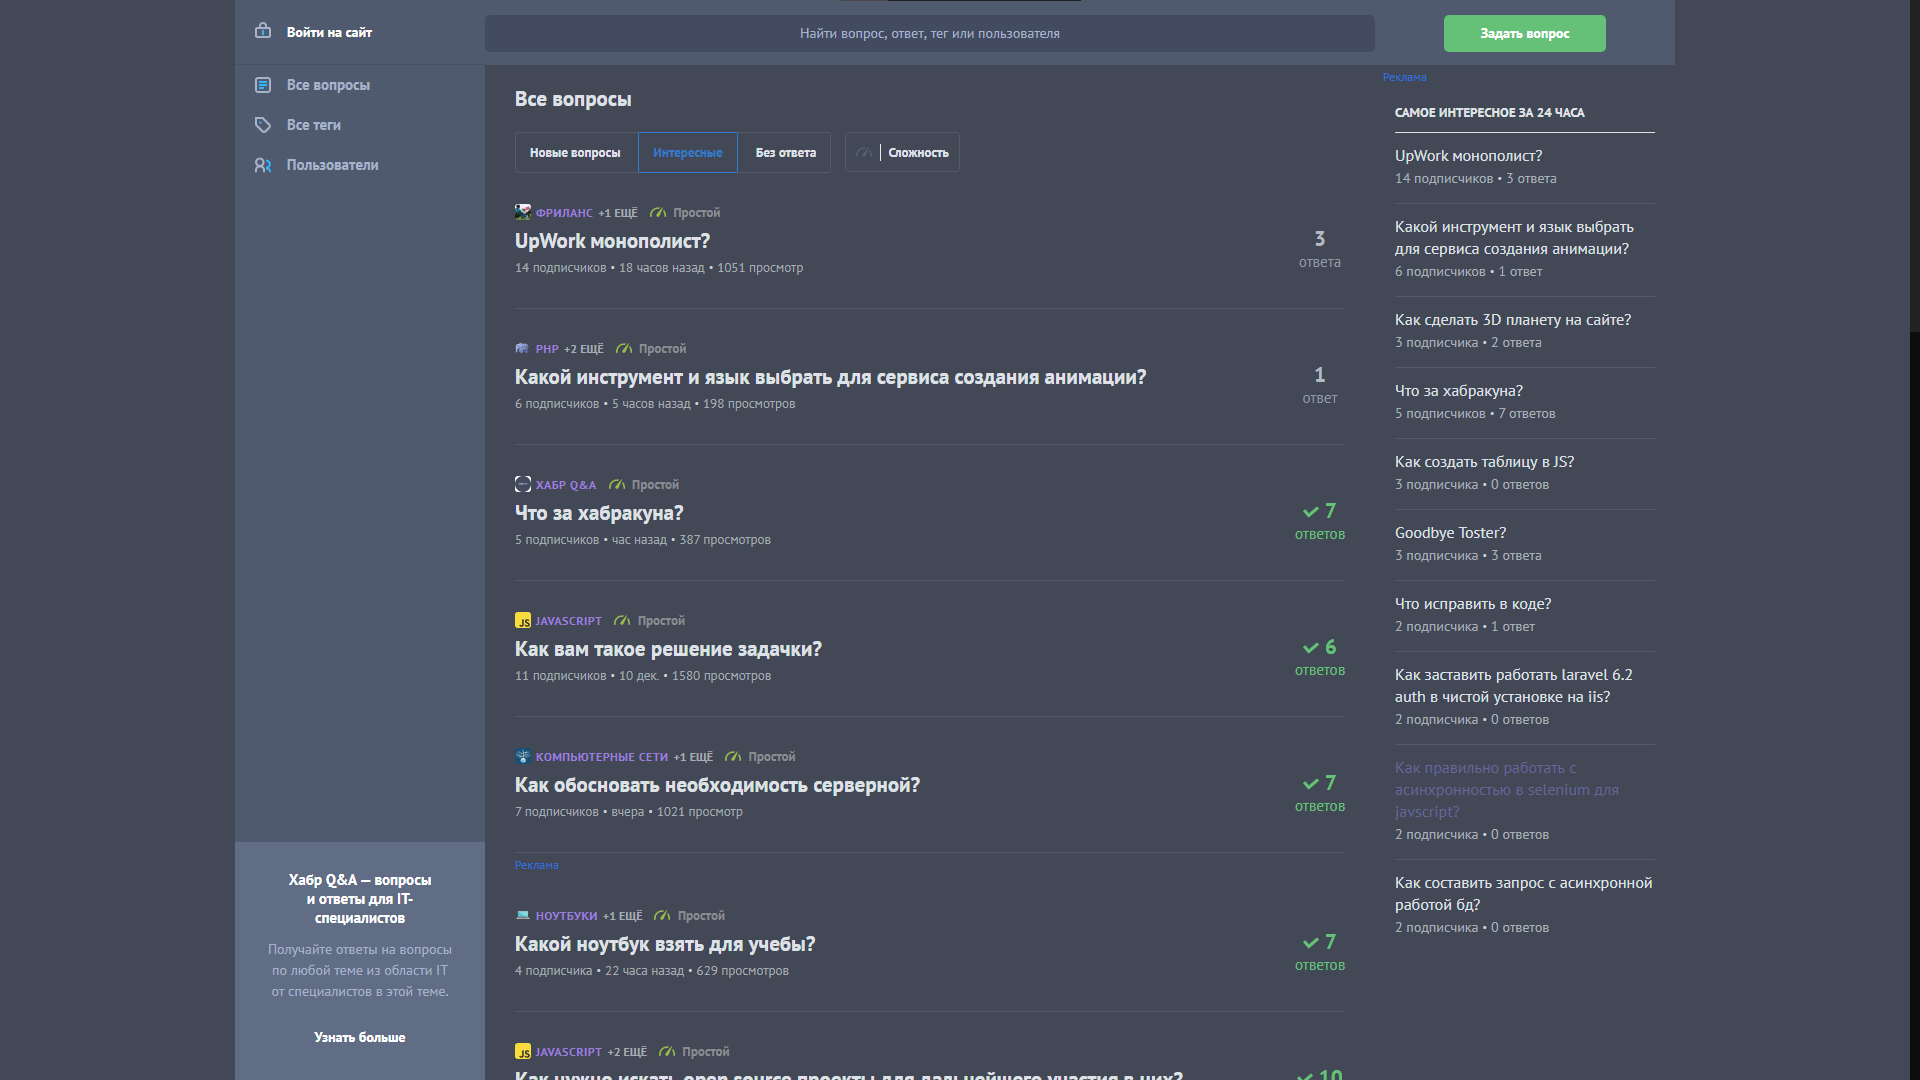 Войти на сайт
Найти вопрос, ответ, тег или пользователя
Задать вопрос
Все вопросы
Все теги
Пользователи
Хабр Q&A — вопросы
и ответы для IT-
специалистов
Получайте ответы на вопросы
по любой теме из области IT
от специалистов в этой теме.
Узнать больше
Все вопросы
Новые вопросы
Интересные
Без ответа
Сложность
ФРИЛАНС +1 ЕЩЁ Простой
UpWork монополист?
14 подписчиков • 18 часов назад • 1051 просмотр
3
ответа
PHP +2 ЕЩЁ Простой
Какой инструмент и язык выбрать для сервиса создания анимации?
6 подписчиков • 5 часов назад • 198 просмотров
1
ответ
ХАБР Q&A Простой
Что за хабракуна?
5 подписчиков • час назад • 387 просмотров
7
ответов
JS JAVASCRIPT Простой
Как вам такое решение задачки?
11 подписчиков • 10 дек. • 1580 просмотров
6
ответов
КОМПЬЮТЕРНЫЕ СЕТИ +1 ЕЩЁ Простой
Как обосновать необходимость серверной?
7 подписчиков • вчера • 1021 просмотр
7
ответов
Реклама
НОУТБУКИ +1 ЕЩЁ Простой
Какой ноутбук взять для учебы?
4 подписчика • 22 часа назад • 629 просмотров
7
ответов
JS JAVASCRIPT +2 ЕЩЁ Простой
Как нужно искать open source проекты для дальнейшего участия в них?
10
Реклама
САМОЕ ИНТЕРЕСНОЕ ЗА 24 ЧАСА
UpWork монополист?
14 подписчиков • 3 ответа
Какой инструмент и язык выбрать
для сервиса создания анимации?
6 подписчиков • 1 ответ
Как сделать 3D планету на сайте?
3 подписчика • 2 ответа
Что за хабракуна?
5 подписчиков • 7 ответов
Как создать таблицу в JS?
3 подписчика • 0 ответов
Goodbye Toster?
3 подписчика • 3 ответа
Что исправить в коде?
2 подписчика • 1 ответ
Как заставить работать laravel 6.2
auth в чистой установке на iis?
2 подписчика • 0 ответов
Как правильно работать с
асинхронностью в selenium для
javscript?
2 подписчика • 0 ответов
Как составить запрос с асинхронной
работой бд?
2 подписчика • 0 ответов